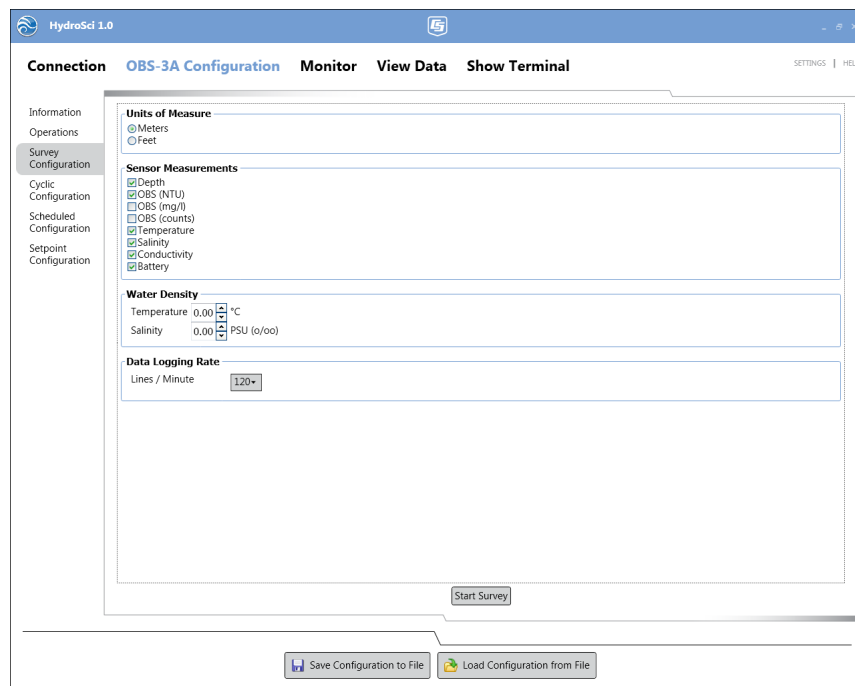 HydroSci 1.0
Connection OBS-3A Configuration Monitor View Data Show Terminal
SETTINGS | HEL
Information
Operations
Survey
Configuration
Cyclic
Configuration
Scheduled
Configuration
Setpoint
Configuration
Units of Measure
Meters
Feet
Sensor Measurements
Depth
OBS (NTU)
OBS (mg/l)
OBS (counts)
Temperature
Salinity
Conductivity
Battery
Water Density
Temperature 0.00 °C
Salinity 0.00 PSU (o/oo)
Data Logging Rate
Lines / Minute 120
Start Survey
Save Configuration to File Load Configuration from File